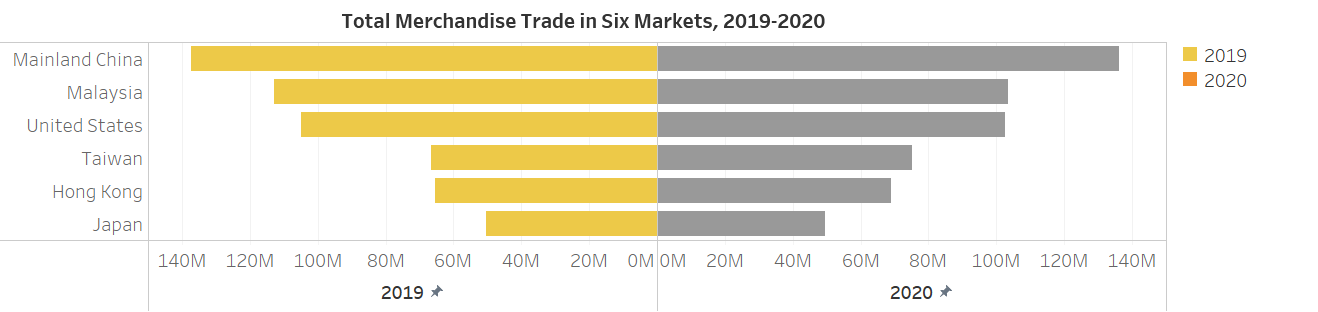 Total Merchandise Trade in Six Markets, 2019-2020
Mainland China
2019
2020
Malaysia
United States
Taiwan
Hong Kong
Japan
140M 120M 100M 80M 60M 40M 20M 0M 0M 20M 40M 60M 80M 100M 120M 140M
2019 2020